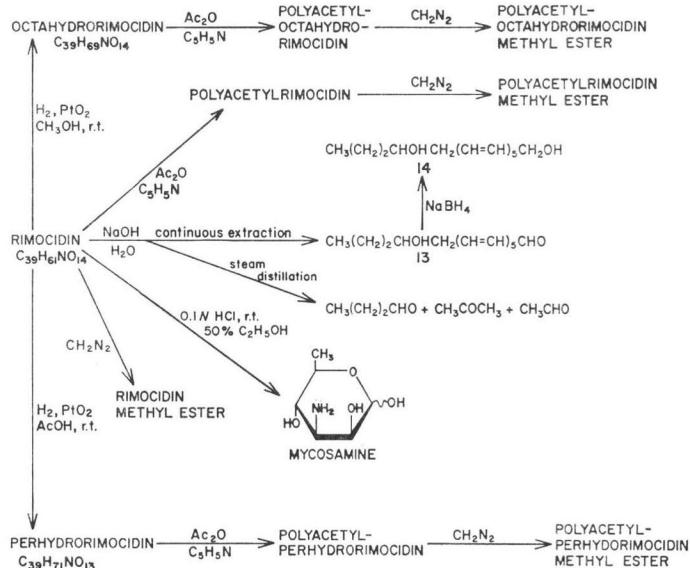 OCTAHYDRORIMOCIDIN
C39H69NO14
Ac2O
C5H5N
POLYACETYL-
OCTAHYDRO-
RIMOCIDIN
CH2N2
POLYACETYL-
OCTAHYDRORIMOCIDIN
METHYL ESTER
H2, PtO2
CH3OH, r.t.
POLYACETYLRIMOCIDIN
CH2N2
POLYACETYLRIMOCIDIN
METHYL ESTER
Ac2O
C5H5N
CH3(CH2)2CHOHCH2(CH=CH)5CH2OH
14
NaBH4
RIMOCIDIN
C39H61NO14
NaOH
H2O
continuous extraction
CH3(CH2)2CHOHCH2(CH=CH)5CHO
13
steam
distillation
CH3(CH2)2CHO + CH3COCH3 + CH3CHO
0.1N HCl, r.t.
50% C2H5OH
CH2N2
RIMOCIDIN
METHYL ESTER
CH3
O
NH2
OH
OH
HO
MYCOSAMINE
H2, PtO2
AcOH, r.t.
PERHYDRORIMOCIDIN
C39H71NO13
Ac2O
C5H5N
POLYACETYL-
PERHYDRORIMOCIDIN
CH2N2
POLYACETYL-
PERHYDORIMOCIDIN
METHYL ESTER